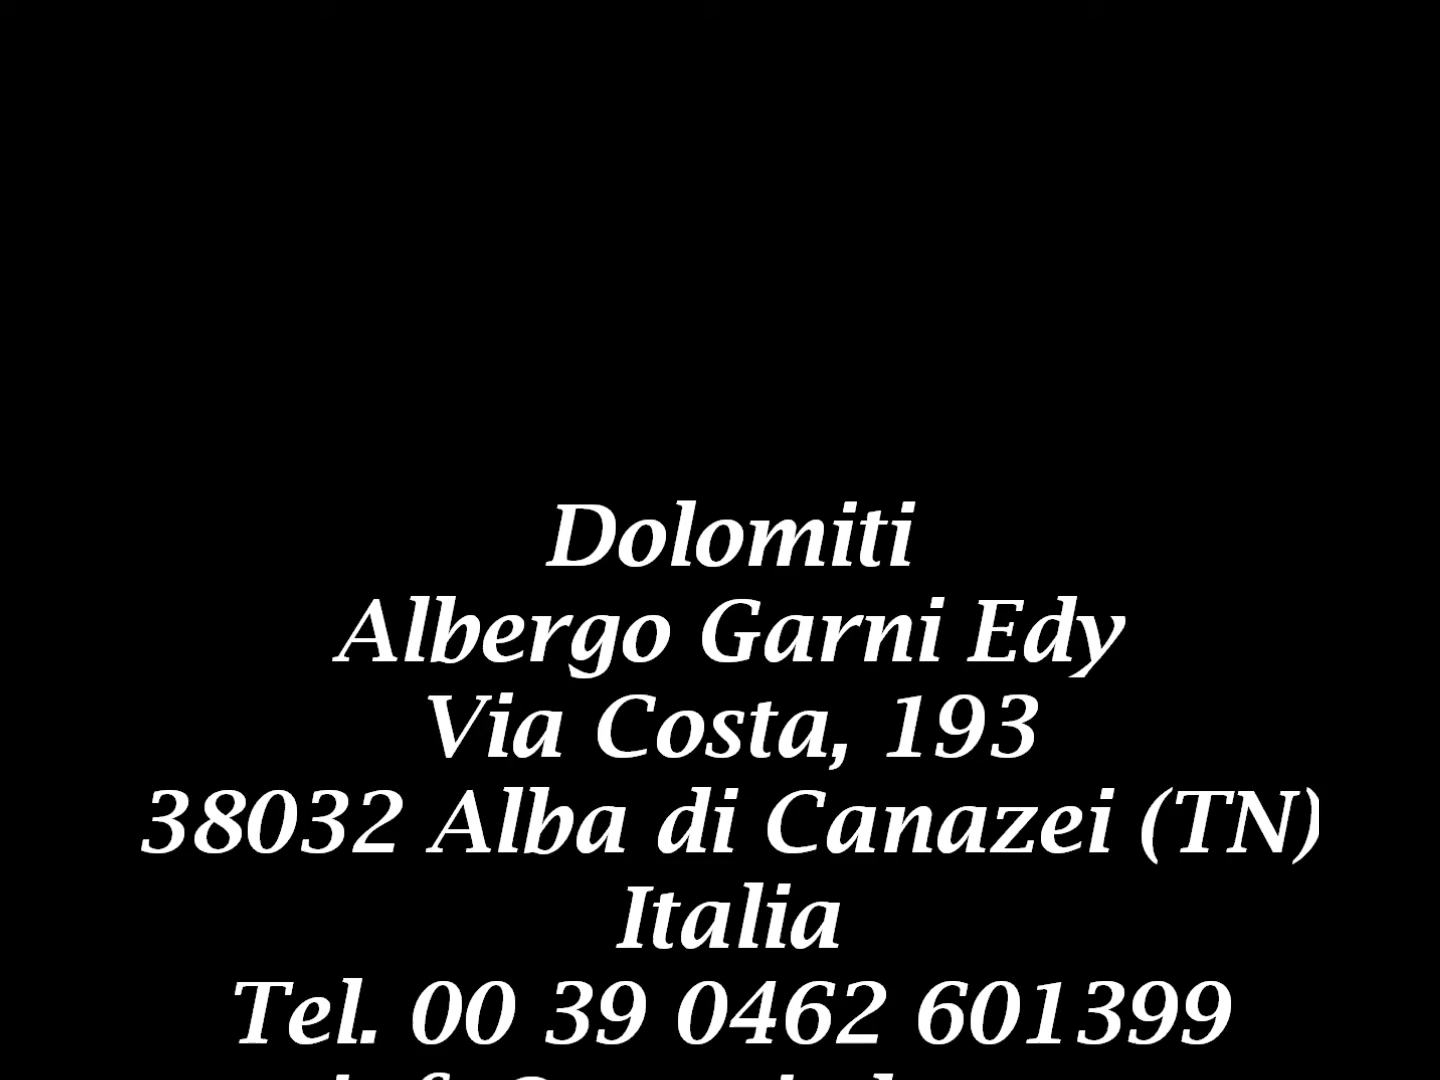 Dolomiti
Albergo Garni Edy
Via Costa, 193
38032 Alba di Canazei (TN)
Italia
Tel. 00 39 0462 601399